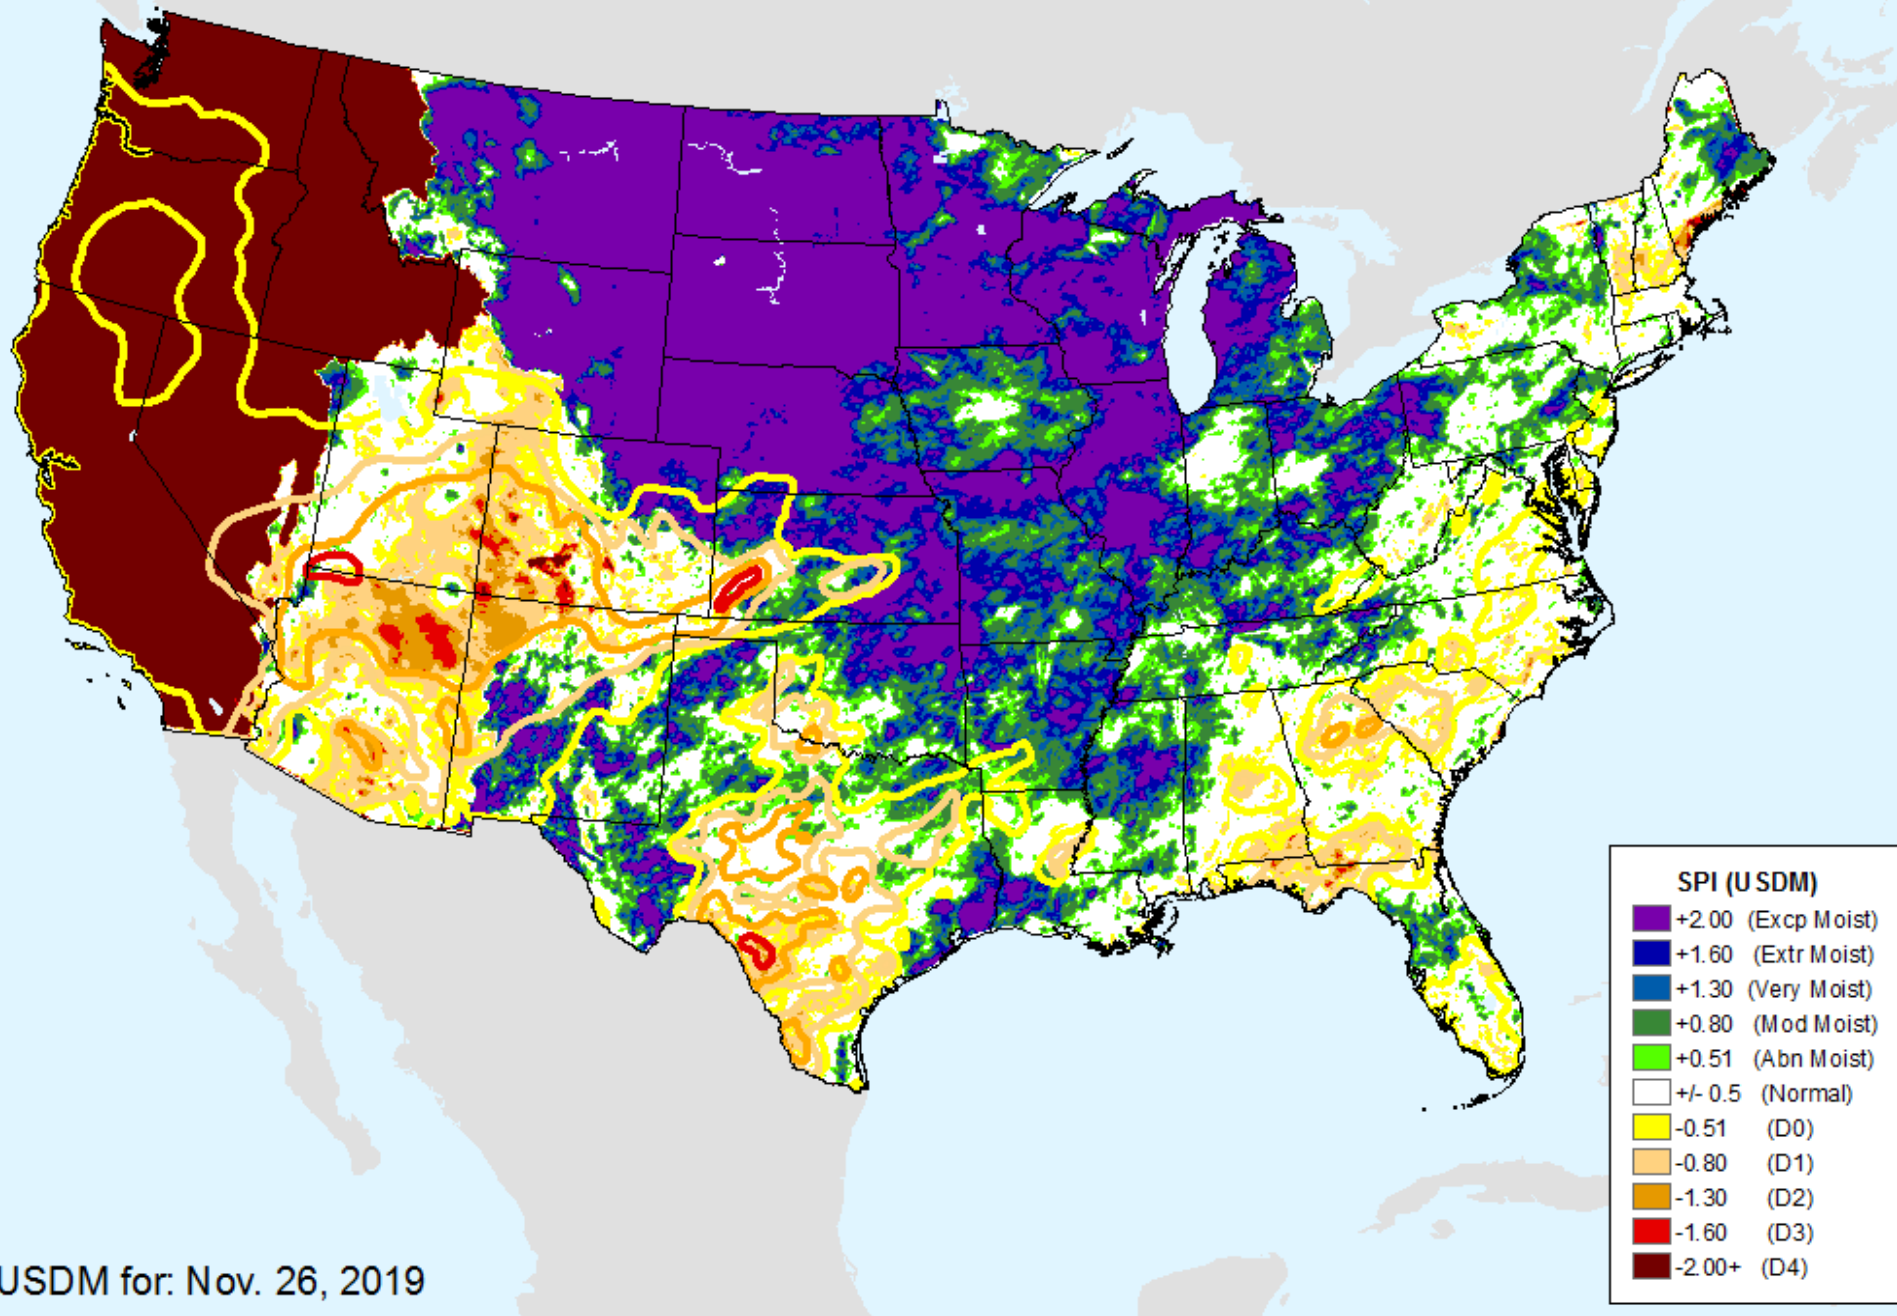 SPI (USDM)
+2.00 (Excp Moist)
+1.60 (Extr Moist)
+1.30 (Very Moist)
+0.80 (Mod Moist)
+0.51 (Abn Moist)
+/- 0.5 (Normal)
-0.51 (D0)
-0.80 (D1)
-1.30 (D2)
-1.60 (D3)
-2.00+ (D4)
USDM for: Nov. 26, 2019